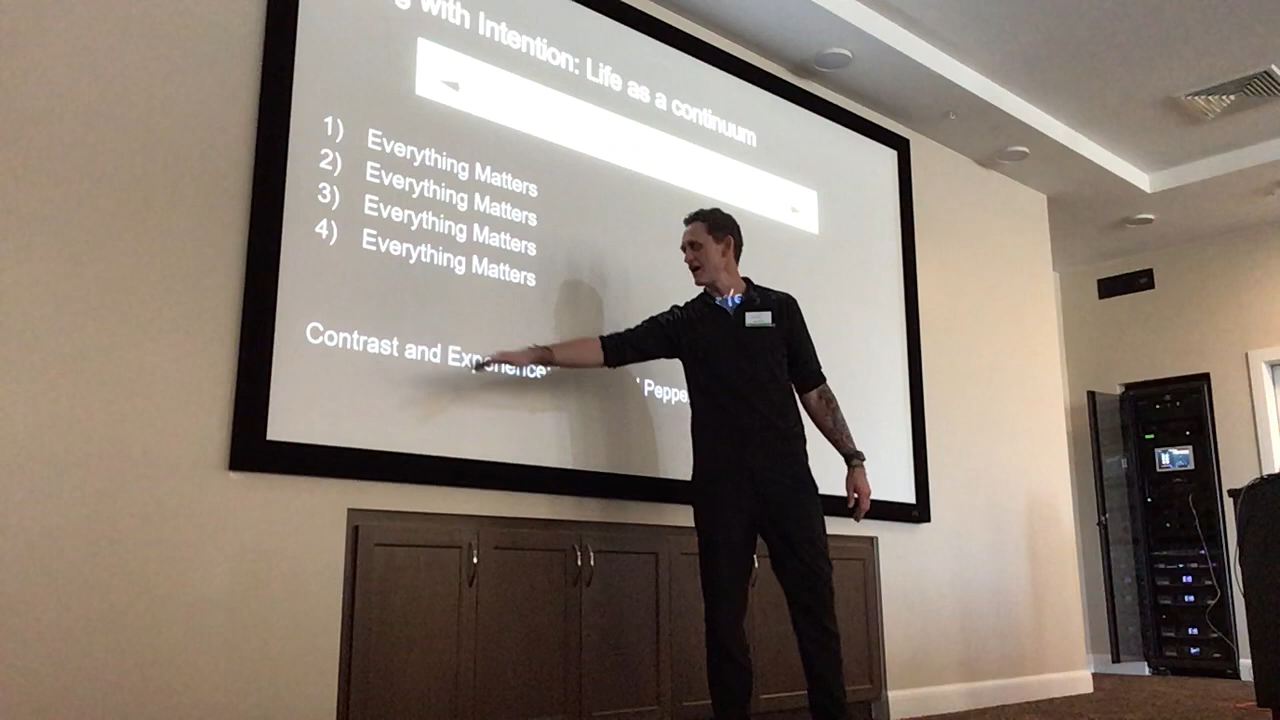 with Intention: Life as a continuum
1) Everything Matters
2) Everything Matters
3) Everything Matters
4) Everything Matters
Contrast and Experience